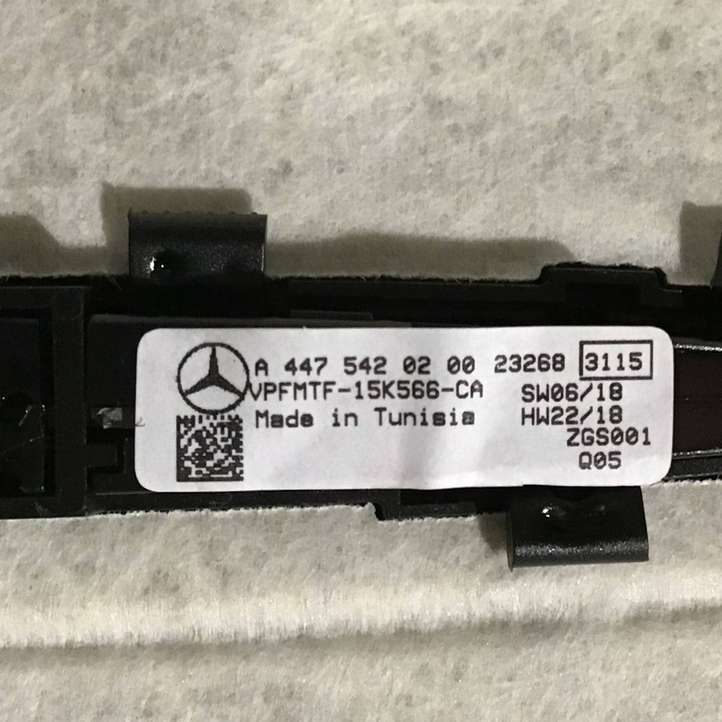 A 447 542 02 00 23268 3115
VPFMTF-15K566-CA SW06/18
Made in Tunisia HW22/18
ZGS001
Q05